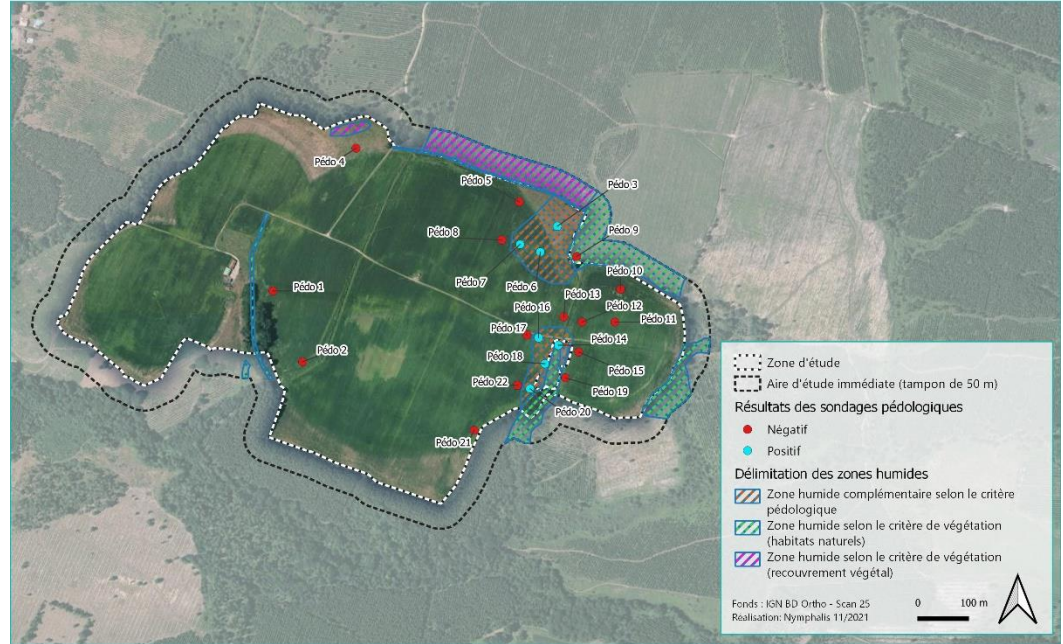 Pédo 4
Pédo 5
Pédo 3
Pédo 8
Pédo 9
Pédo 7
Pédo 6
Pédo 10
Pédo 1
Pédo 16
Pédo 13
Pédo 12
Pédo 11
Pédo 17
Pédo 14
Pédo 2
Pédo 18
Pédo 15
Pédo 22
Pédo 19
Pédo 20
Pédo 21
Zone d'étude
Aire d'étude immédiate (tampon de 50 m)
Résultats des sondages pédologiques
Négatif
Positif
Délimitation des zones humides
Zone humide complémentaire selon le critère
pédologique
Zone humide selon le critère de végétation
(habitats naturels)
Zone humide selon le critère de végétation
(recouvrement végétal)
Fonds : IGN BD Ortho - Scan 25
Réalisation: Nymphalis 11/2021
0 100 m